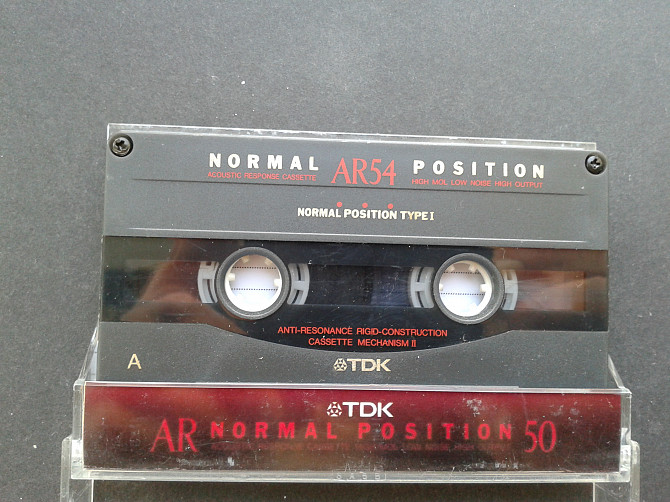 NORMAL AR54 POSITION
ACOUSTIC RESPONSE CASSETTE HIGH MOL LOW NOISE HIGH OUTPUT
NORMAL POSITION TYPE I
ANTI-RESONANCE RIGID-CONSTRUCTION
CASSETTE MECHANISM II
A
TDK
TDK
AR NORMAL POSITION 50